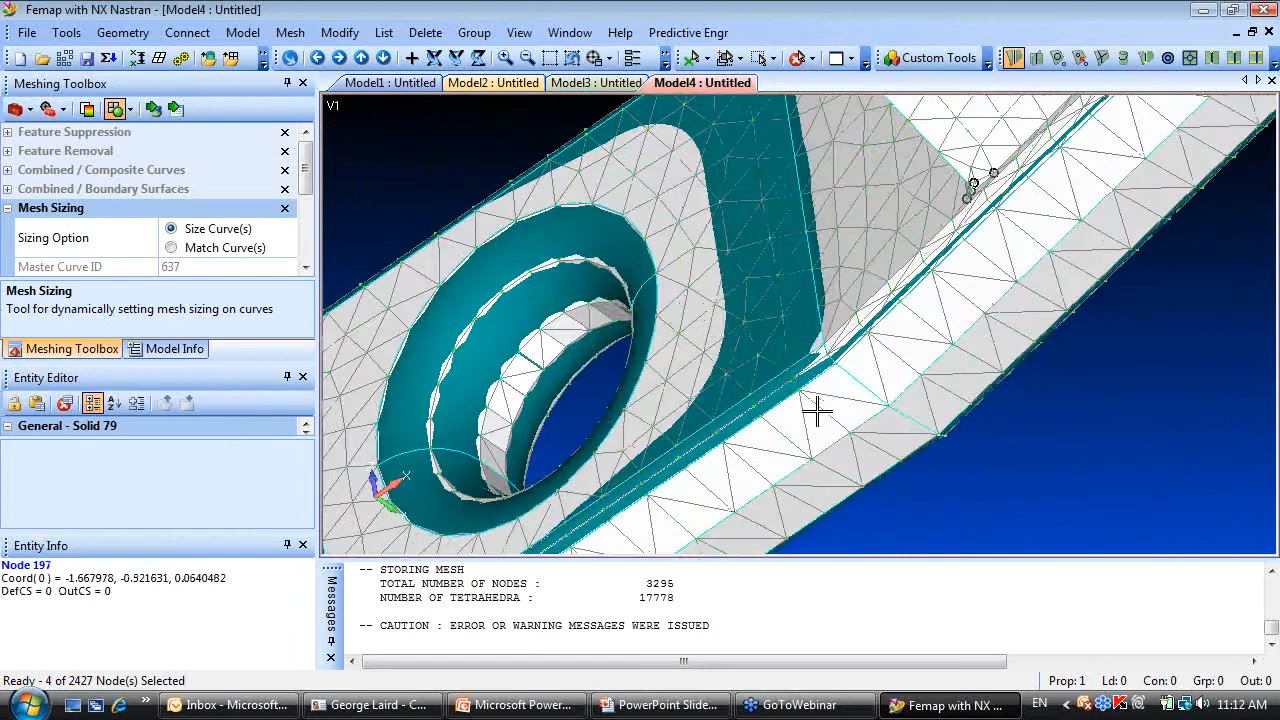 Femap with NX Nastran - [Model4 : Untitled]
File Tools Geometry Connect Model Mesh Modify List Delete Group View Window Help Predictive Engr
Custom Tools
Meshing Toolbox
Model1 : Untitled Model2 : Untitled Model3 : Untitled Model4 : Untitled
V1
Feature Suppression
Feature Removal
Combined / Composite Curves
Combined / Boundary Surfaces
Mesh Sizing
Sizing Option
Size Curve(s)
Match Curve(s)
Master Curve ID 637
Mesh Sizing
Tool for dynamically setting mesh sizing on curves
Meshing Toolbox Model Info
Entity Editor
General - Solid 79
X
Entity Info
Node 197
Coord( 0 ) = -1.667978, -0.321631, 0.0640482
DefCS = 0 OutCS = 0
Messages
-- STORING MESH
TOTAL NUMBER OF NODES : 3295
NUMBER OF TETRAHEDRA : 17778
-- CAUTION : ERROR OR WARNING MESSAGES WERE ISSUED
Ready - 4 of 2427 Node(s) Selected
Prop: 1 Ld: 0 Con: 0 Grp: 0 Out: 0
Inbox - Microsoft... George Laird - C... Microsoft Power... PowerPoint Slide... GoToWebinar Femap with NX ... EN 11:12 AM